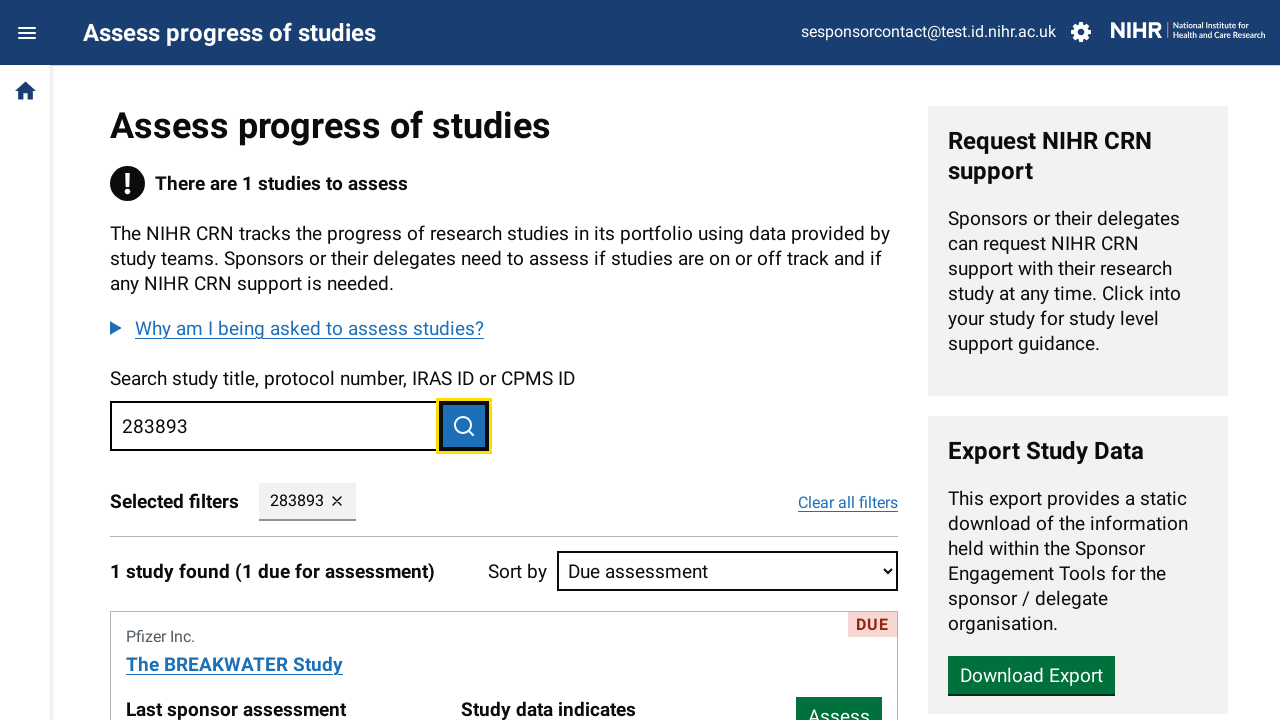 Assess progress of studies
sesponsorcontact@test.id.nihr.ac.uk
NIHR
National Institute for
Health and Care Research
Assess progress of studies
There are 1 studies to assess
The NIHR CRN tracks the progress of research studies in its portfolio using data provided by
study teams. Sponsors or their delegates need to assess if studies are on or off track and if
any NIHR CRN support is needed.
Why am I being asked to assess studies?
Search study title, protocol number, IRAS ID or CPMS ID
283893
Selected filters
283893
Clear all filters
1 study found (1 due for assessment)
Sort by
Due assessment
DUE
Pfizer Inc.
The BREAKWATER Study
Last sponsor assessment
Study data indicates
Assess
Request NIHR CRN
support
Sponsors or their delegates
can request NIHR CRN
support with their research
study at any time. Click into
your study for study level
support guidance.
Export Study Data
This export provides a static
download of the information
held within the Sponsor
Engagement Tools for the
sponsor / delegate
organisation.
Download Export